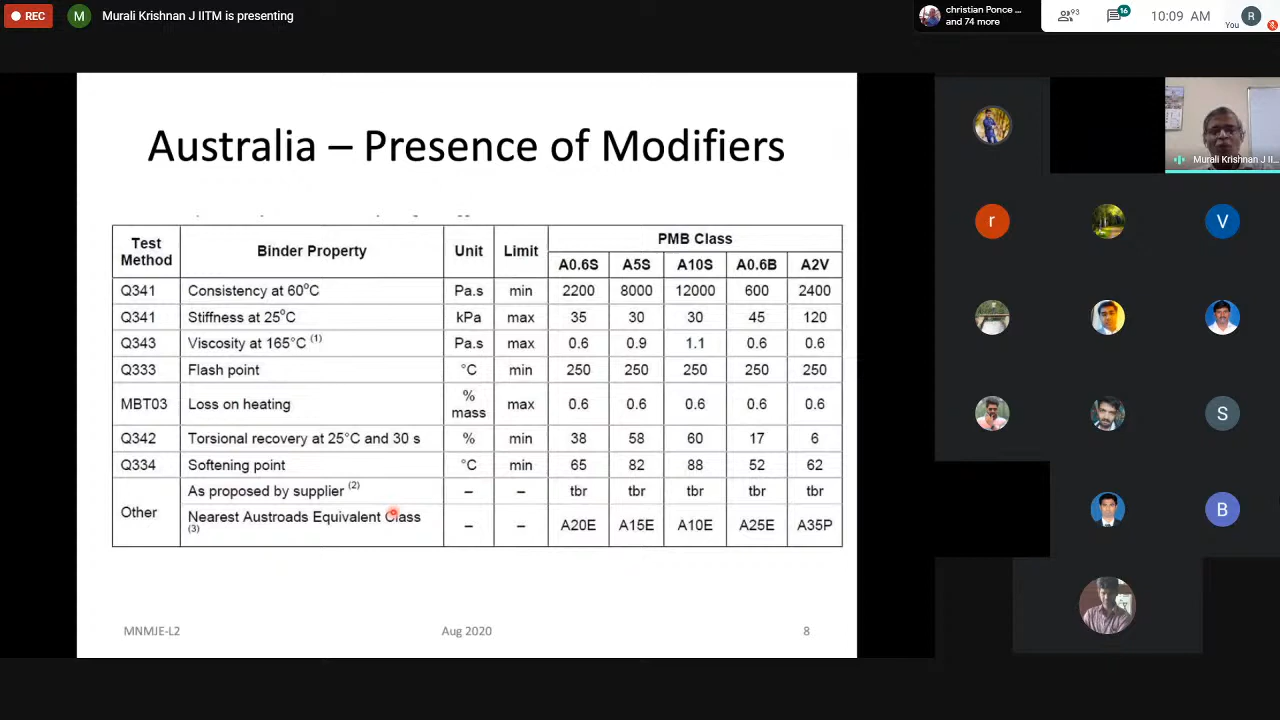 REC
M
Murali Krishnan J IITM is presenting
christian Ponce ...
and 74 more
93
16
10:09 AM
You
R
Australia – Presence of Modifiers
Test Method Binder Property Unit Limit PMB Class
A0.6S A5S A10S A0.6B A2V
Q341 Consistency at 60°C Pa.s min 2200 8000 12000 600 2400
Q341 Stiffness at 25°C kPa max 35 30 30 45 120
Q343 Viscosity at 165°C (1) Pa.s max 0.6 0.9 1.1 0.6 0.6
Q333 Flash point °C min 250 250 250 250 250
MBT03 Loss on heating % mass max 0.6 0.6 0.6 0.6 0.6
Q342 Torsional recovery at 25°C and 30 s % min 38 58 60 17 6
Q334 Softening point °C min 65 82 88 52 62
Other As proposed by supplier (2) – – tbr tbr tbr tbr tbr
Nearest Austroads Equivalent Class (3) – – A20E A15E A10E A25E A35P
MNMJE-L2
Aug 2020
8
Murali Krishnan J II...
r
V
S
B